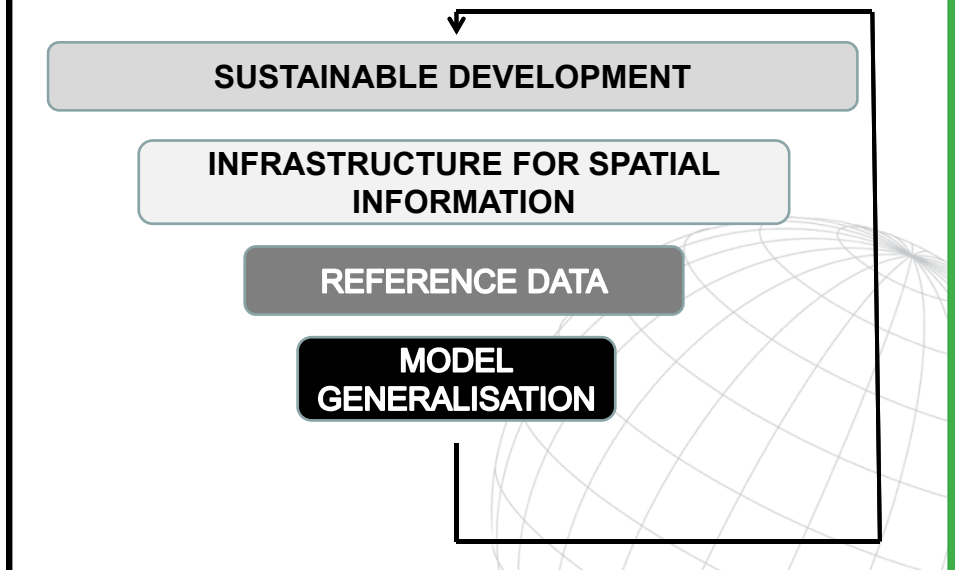 SUSTAINABLE DEVELOPMENT
INFRASTRUCTURE FOR SPATIAL
INFORMATION
REFERENCE DATA
MODEL
GENERALISATION